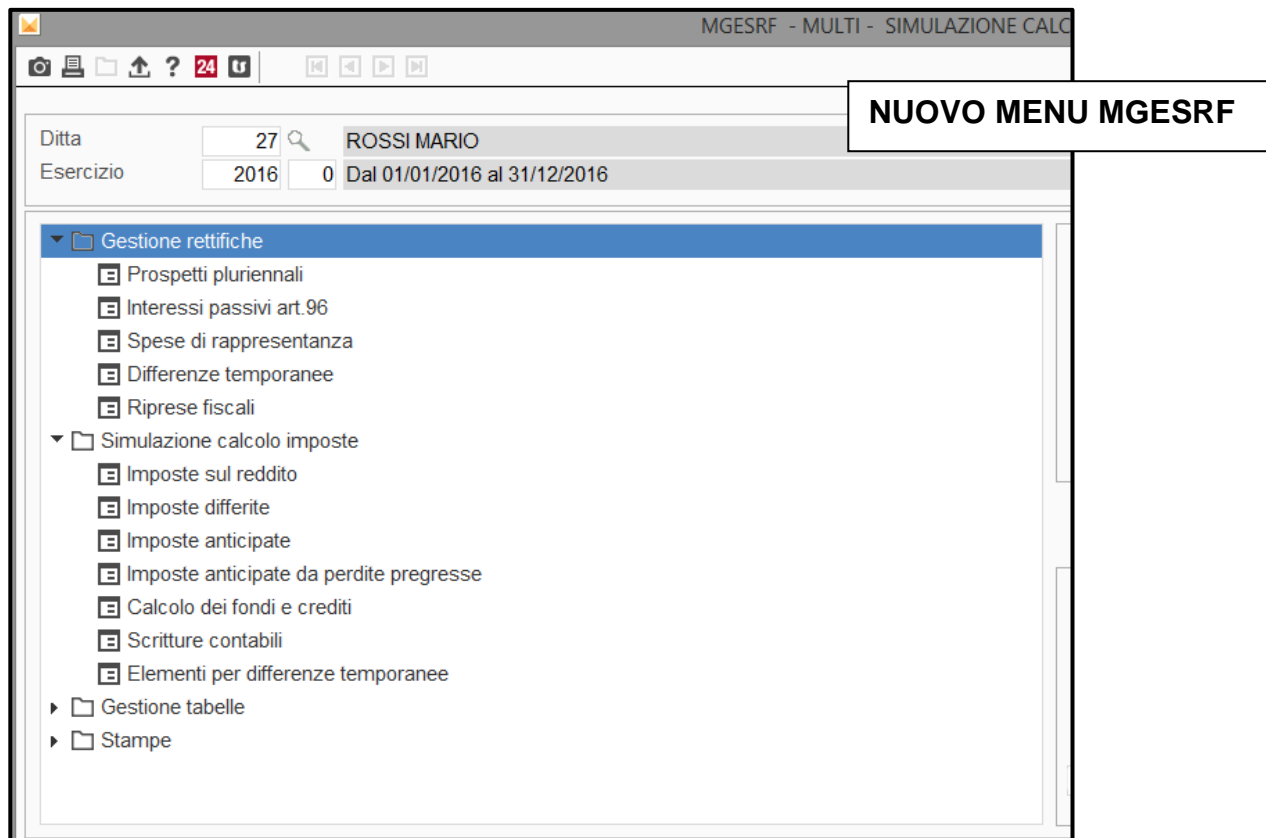 MGESRF - MULTI - SIMULAZIONE CALC
? 24
NUOVO MENU MGESRF
Ditta 27 ROSSI MARIO
Esercizio 2016 0 Dal 01/01/2016 al 31/12/2016
Gestione rettifiche
Prospetti pluriennali
Interessi passivi art.96
Spese di rappresentanza
Differenze temporanee
Riprese fiscali
Simulazione calcolo imposte
Imposte sul reddito
Imposte differite
Imposte anticipate
Imposte anticipate da perdite pregresse
Calcolo dei fondi e crediti
Scritture contabili
Elementi per differenze temporanee
Gestione tabelle
Stampe